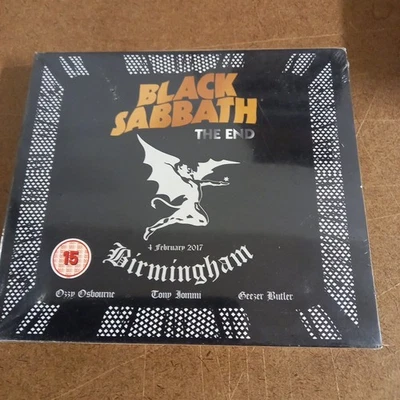 BLACK
SABBATH
THE END
4 February 2017
Birmingham
15
Ozzy Osbourne Tony Iommi Geezer Butler